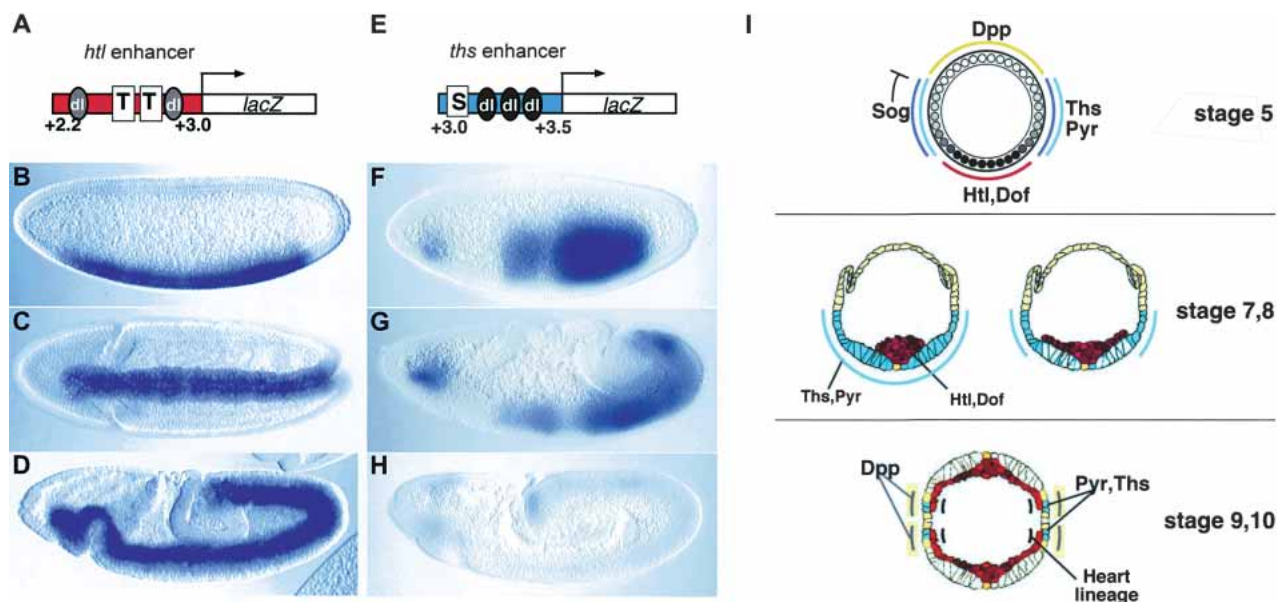 A
htl enhancer
dl T T dl lacZ
+2.2 +3.0
B
C
D
E
ths enhancer
S dl dl dl lacZ
+3.0 +3.5
F
G
H
I
Dpp
Sog
Ths
Pyr
stage 5
Htl,Dof
stage 7,8
Ths,Pyr
Htl,Dof
Dpp
Pyr,Ths
stage 9,10
Heart
lineage